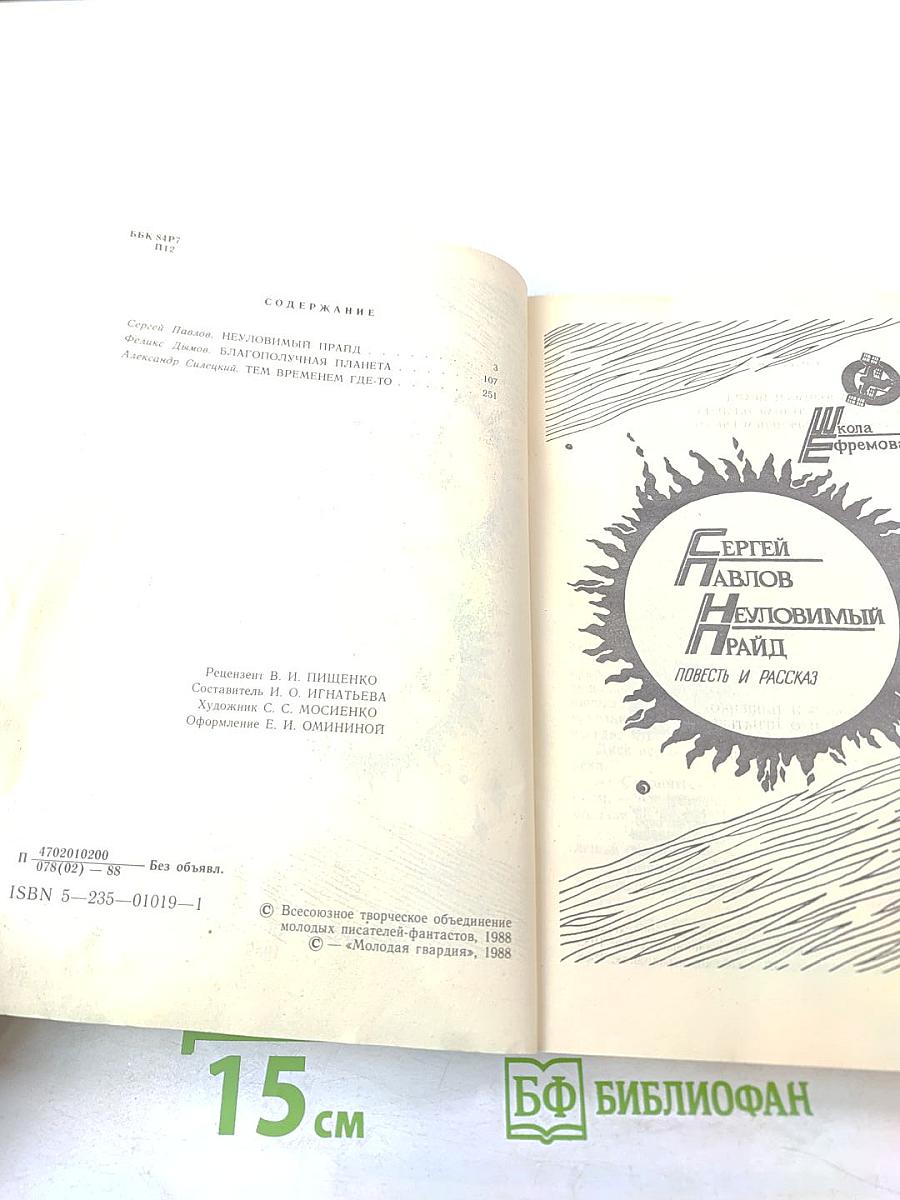 ББК 84Р7
П12
СОДЕРЖАНИЕ
Сергей Павлов. НЕУЛОВИМЫЙ ПРАЙД . . . . . . . . 3
Феликс Дымов. БЛАГОПОЛУЧНАЯ ПЛАНЕТА . . . . . . 107
Александр Силецкий. ТЕМ ВРЕМЕНЕМ ГДЕ-ТО . . . . . . 251
Рецензент В. И. ПИЩЕНКО
Составитель И. О. ИГНАТЬЕВА
Художник С. С. МОСИЕНКО
Оформление Е. И. ОМИНИНОЙ
П 4702010200
078(02) — 88 — Без объявл.
ISBN 5—235—01019—1
© Всесоюзное творческое объединение
молодых писателей-фантастов, 1988
© — «Молодая гвардия», 1988
Школа
Ефремова
СЕРГЕЙ
ПАВЛОВ
НЕУЛОВИМЫЙ
ПРАЙД
ПОВЕСТЬ И РАССКАЗ
15 см
БФ БИБЛИОФАН